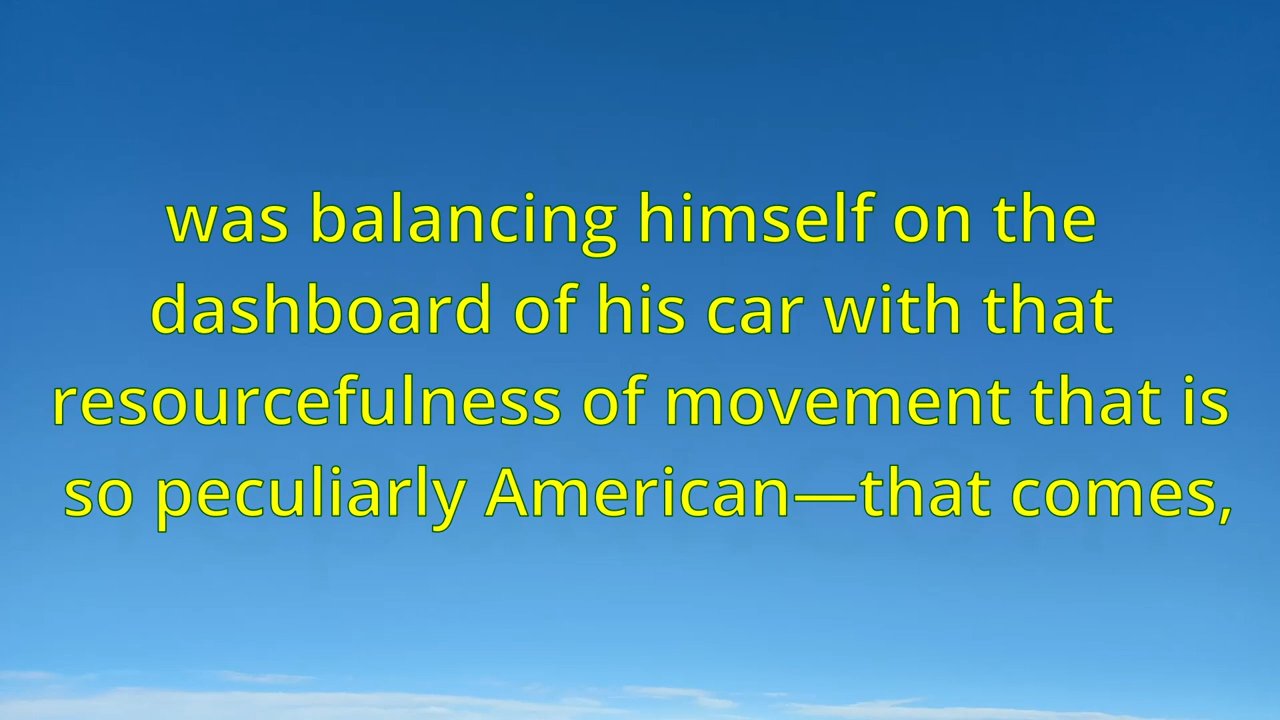 was balancing himself on the
dashboard of his car with that
resourcefulness of movement that is
so peculiarly American—that comes,